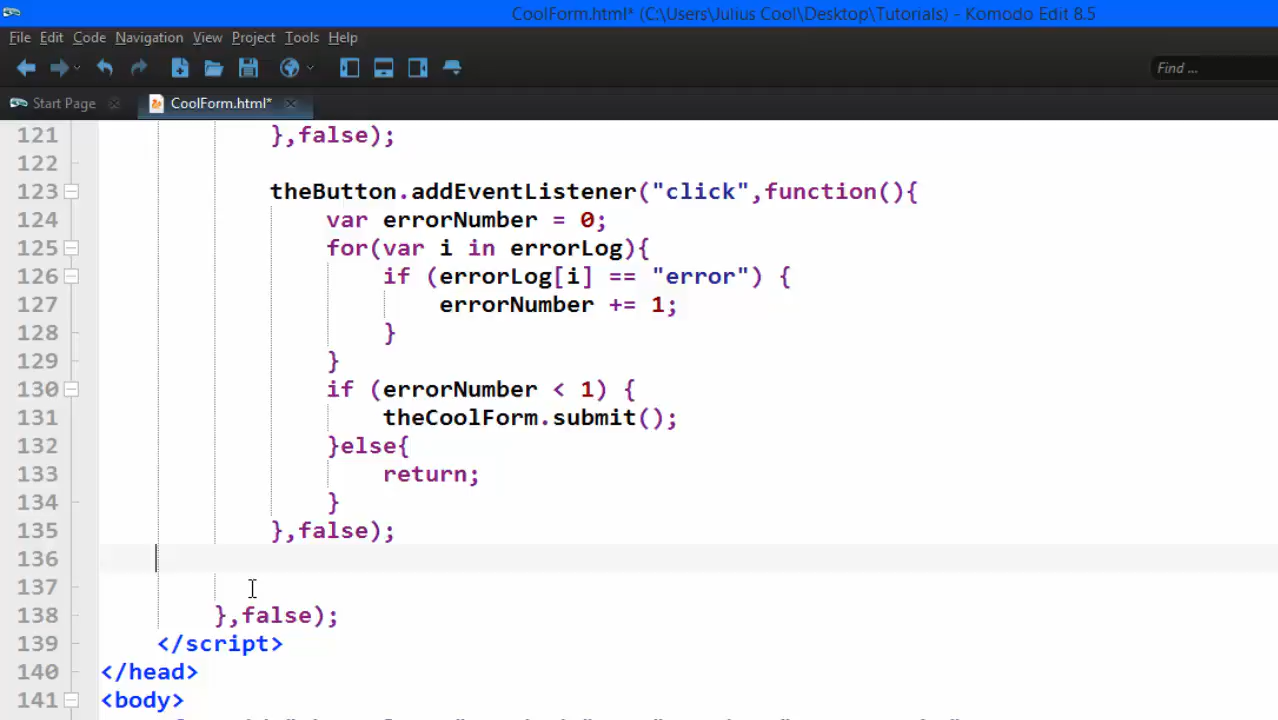 CoolForm.html* (C:\Users\Julius Cool\Desktop\Tutorials) - Komodo Edit 8.5
File Edit Code Navigation View Project Tools Help
Find ...
Start Page CoolForm.html*
121 },false);
122
123 theButton.addEventListener("click",function(){
124 var errorNumber = 0;
125 for(var i in errorLog){
126 if (errorLog[i] == "error") {
127 errorNumber += 1;
128 }
129 }
130 if (errorNumber < 1) {
131 theCoolForm.submit();
132 }else{
133 return;
134 }
135 },false);
136
137
138 },false);
139 </script>
140 </head>
141 <body>